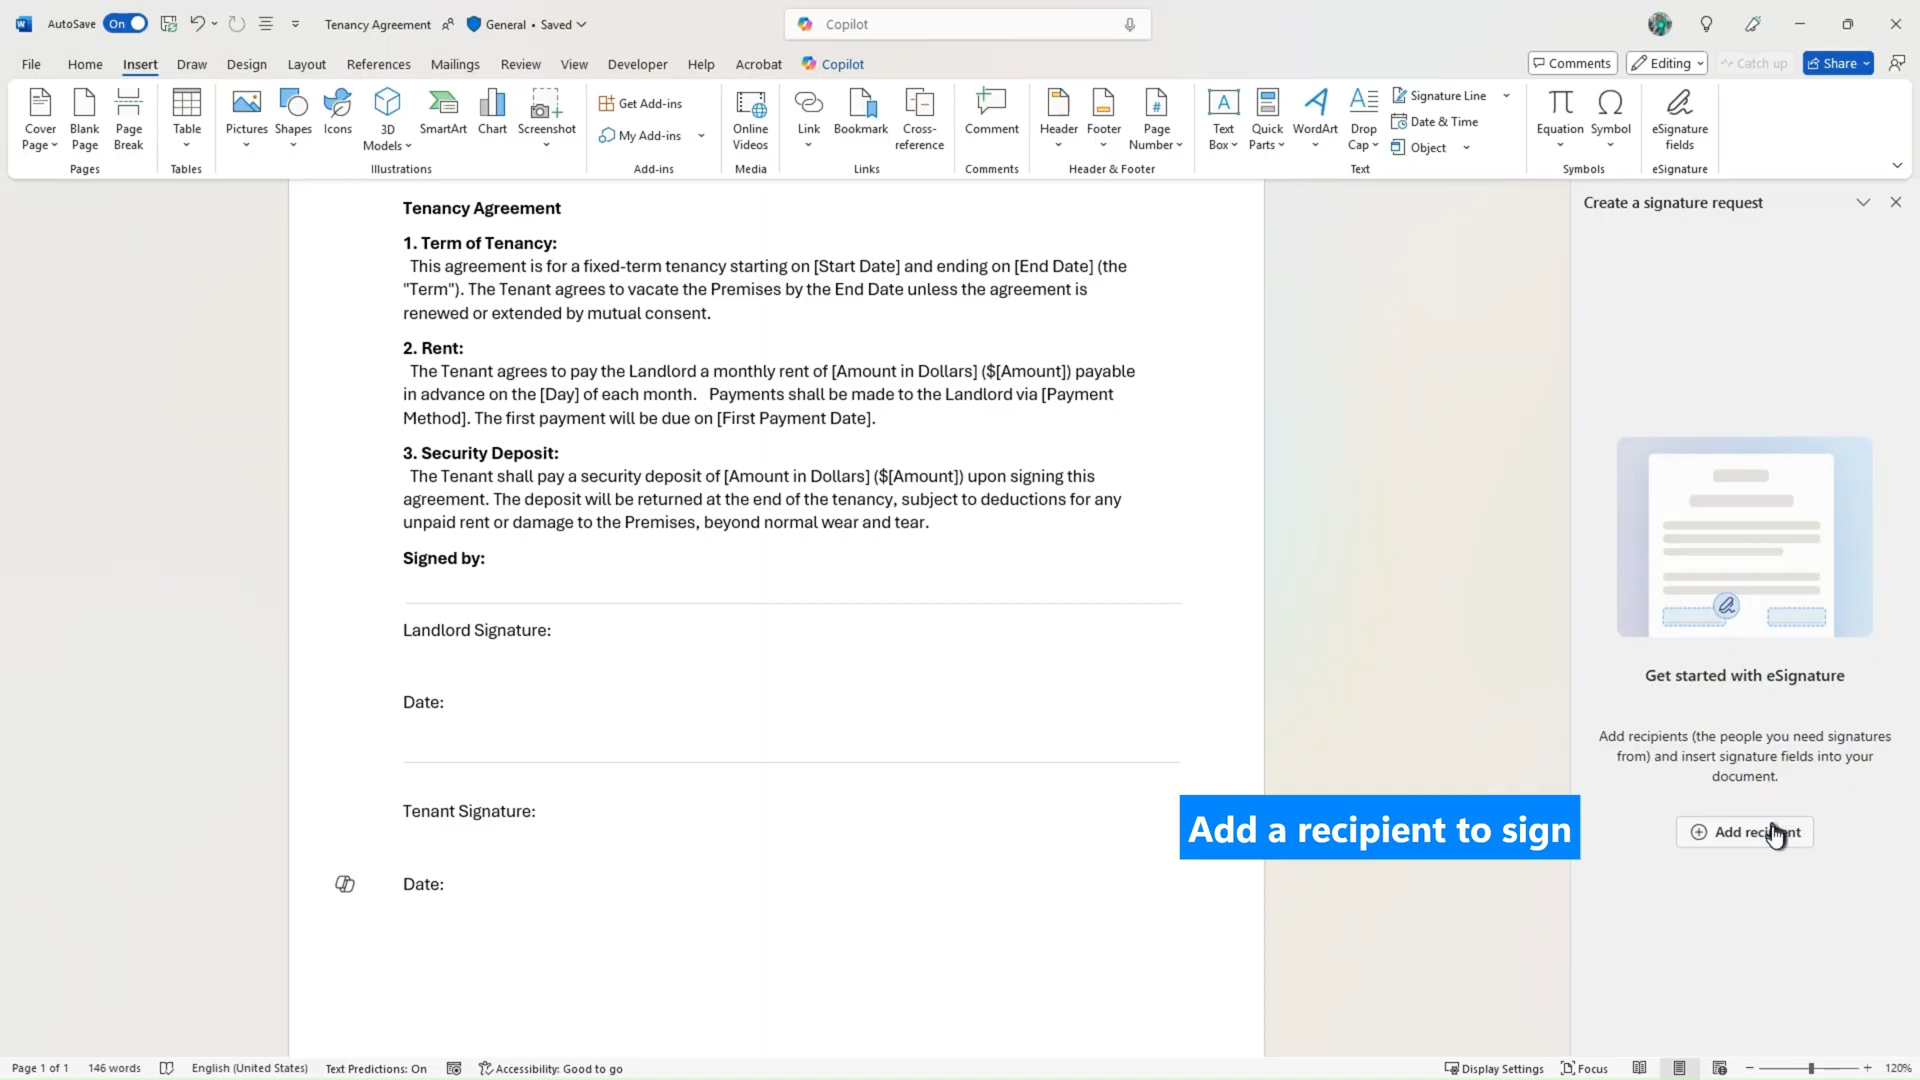 AutoSave On Tenancy Agreement General • Saved Copilot
File Home Insert Draw Design Layout References Mailings Review View Developer Help Acrobat Copilot Comments Editing Catch up Share
Cover Page
Blank Page
Page Break
Pages
Table
Tables
Pictures
Shapes
Icons
3D Models
SmartArt
Chart
Screenshot
Illustrations
Get Add-ins
My Add-ins
Add-ins
Online Videos
Media
Link
Bookmark
Cross-reference
Links
Comment
Comments
Header
Footer
Page Number
Header & Footer
Text Box
Quick Parts
WordArt
Drop Cap
Signature Line
Date & Time
Object
Text
Equation
Symbol
Symbols
eSignature fields
eSignature
Tenancy Agreement
1. Term of Tenancy:
This agreement is for a fixed-term tenancy starting on [Start Date] and ending on [End Date] (the
"Term"). The Tenant agrees to vacate the Premises by the End Date unless the agreement is
renewed or extended by mutual consent.
2. Rent:
The Tenant agrees to pay the Landlord a monthly rent of [Amount in Dollars] ($[Amount]) payable
in advance on the [Day] of each month. Payments shall be made to the Landlord via [Payment
Method]. The first payment will be due on [First Payment Date].
3. Security Deposit:
The Tenant shall pay a security deposit of [Amount in Dollars] ($[Amount]) upon signing this
agreement. The deposit will be returned at the end of the tenancy, subject to deductions for any
unpaid rent or damage to the Premises, beyond normal wear and tear.
Signed by:
Landlord Signature:
Date:
Tenant Signature:
Date:
Create a signature request
Get started with eSignature
Add recipients (the people you need signatures
from) and insert signature fields into your
document.
Add recipient
Add a recipient to sign
Page 1 of 1 146 words English (United States) Text Predictions: On Accessibility: Good to go Display Settings Focus 120%